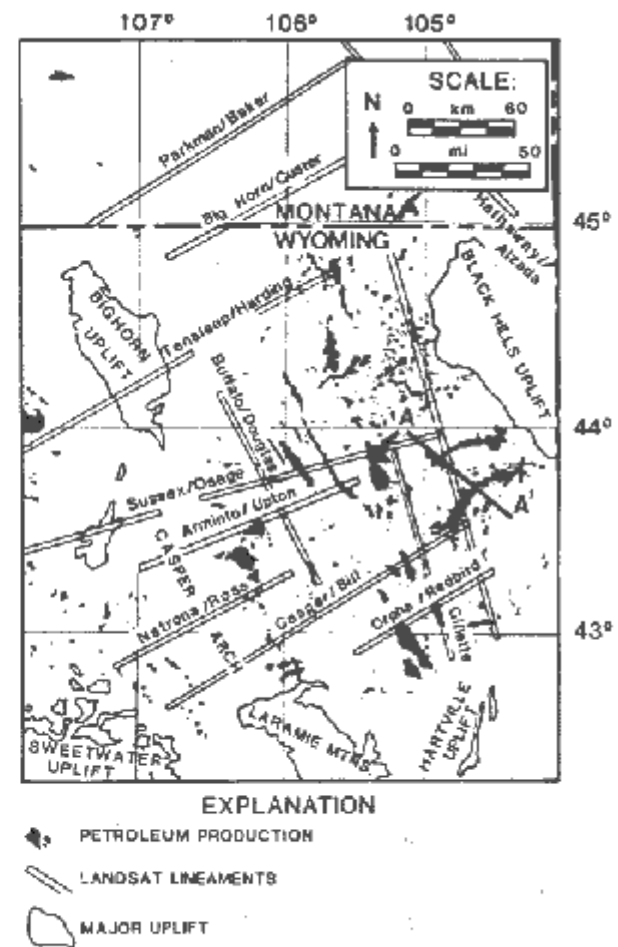 107° 106° 105°
SCALE:
N
0 km 60
0 mi 50
Parkman/Baker
Big Horn/Custer
A
MONTANA
WYOMING
45°
Hathaway/
Alzada
BIGHORN
UPLIFT
Tensleep/Harding
BLACK HILLS UPLIFT
Buffalo/Douglas
A
44°
Sussex/Osage
Arminto/Upton
A'
CASPER
ARCH
Natrona/Ross
Casper/Bul
Orpha/Redbird
Gillette
43°
SWEETWATER
UPLIFT
LARAMIE MTNS
HARTVILLE
UPLIFT
EXPLANATION
PETROLEUM PRODUCTION
LANDSAT LINEAMENTS
MAJOR UPLIFT